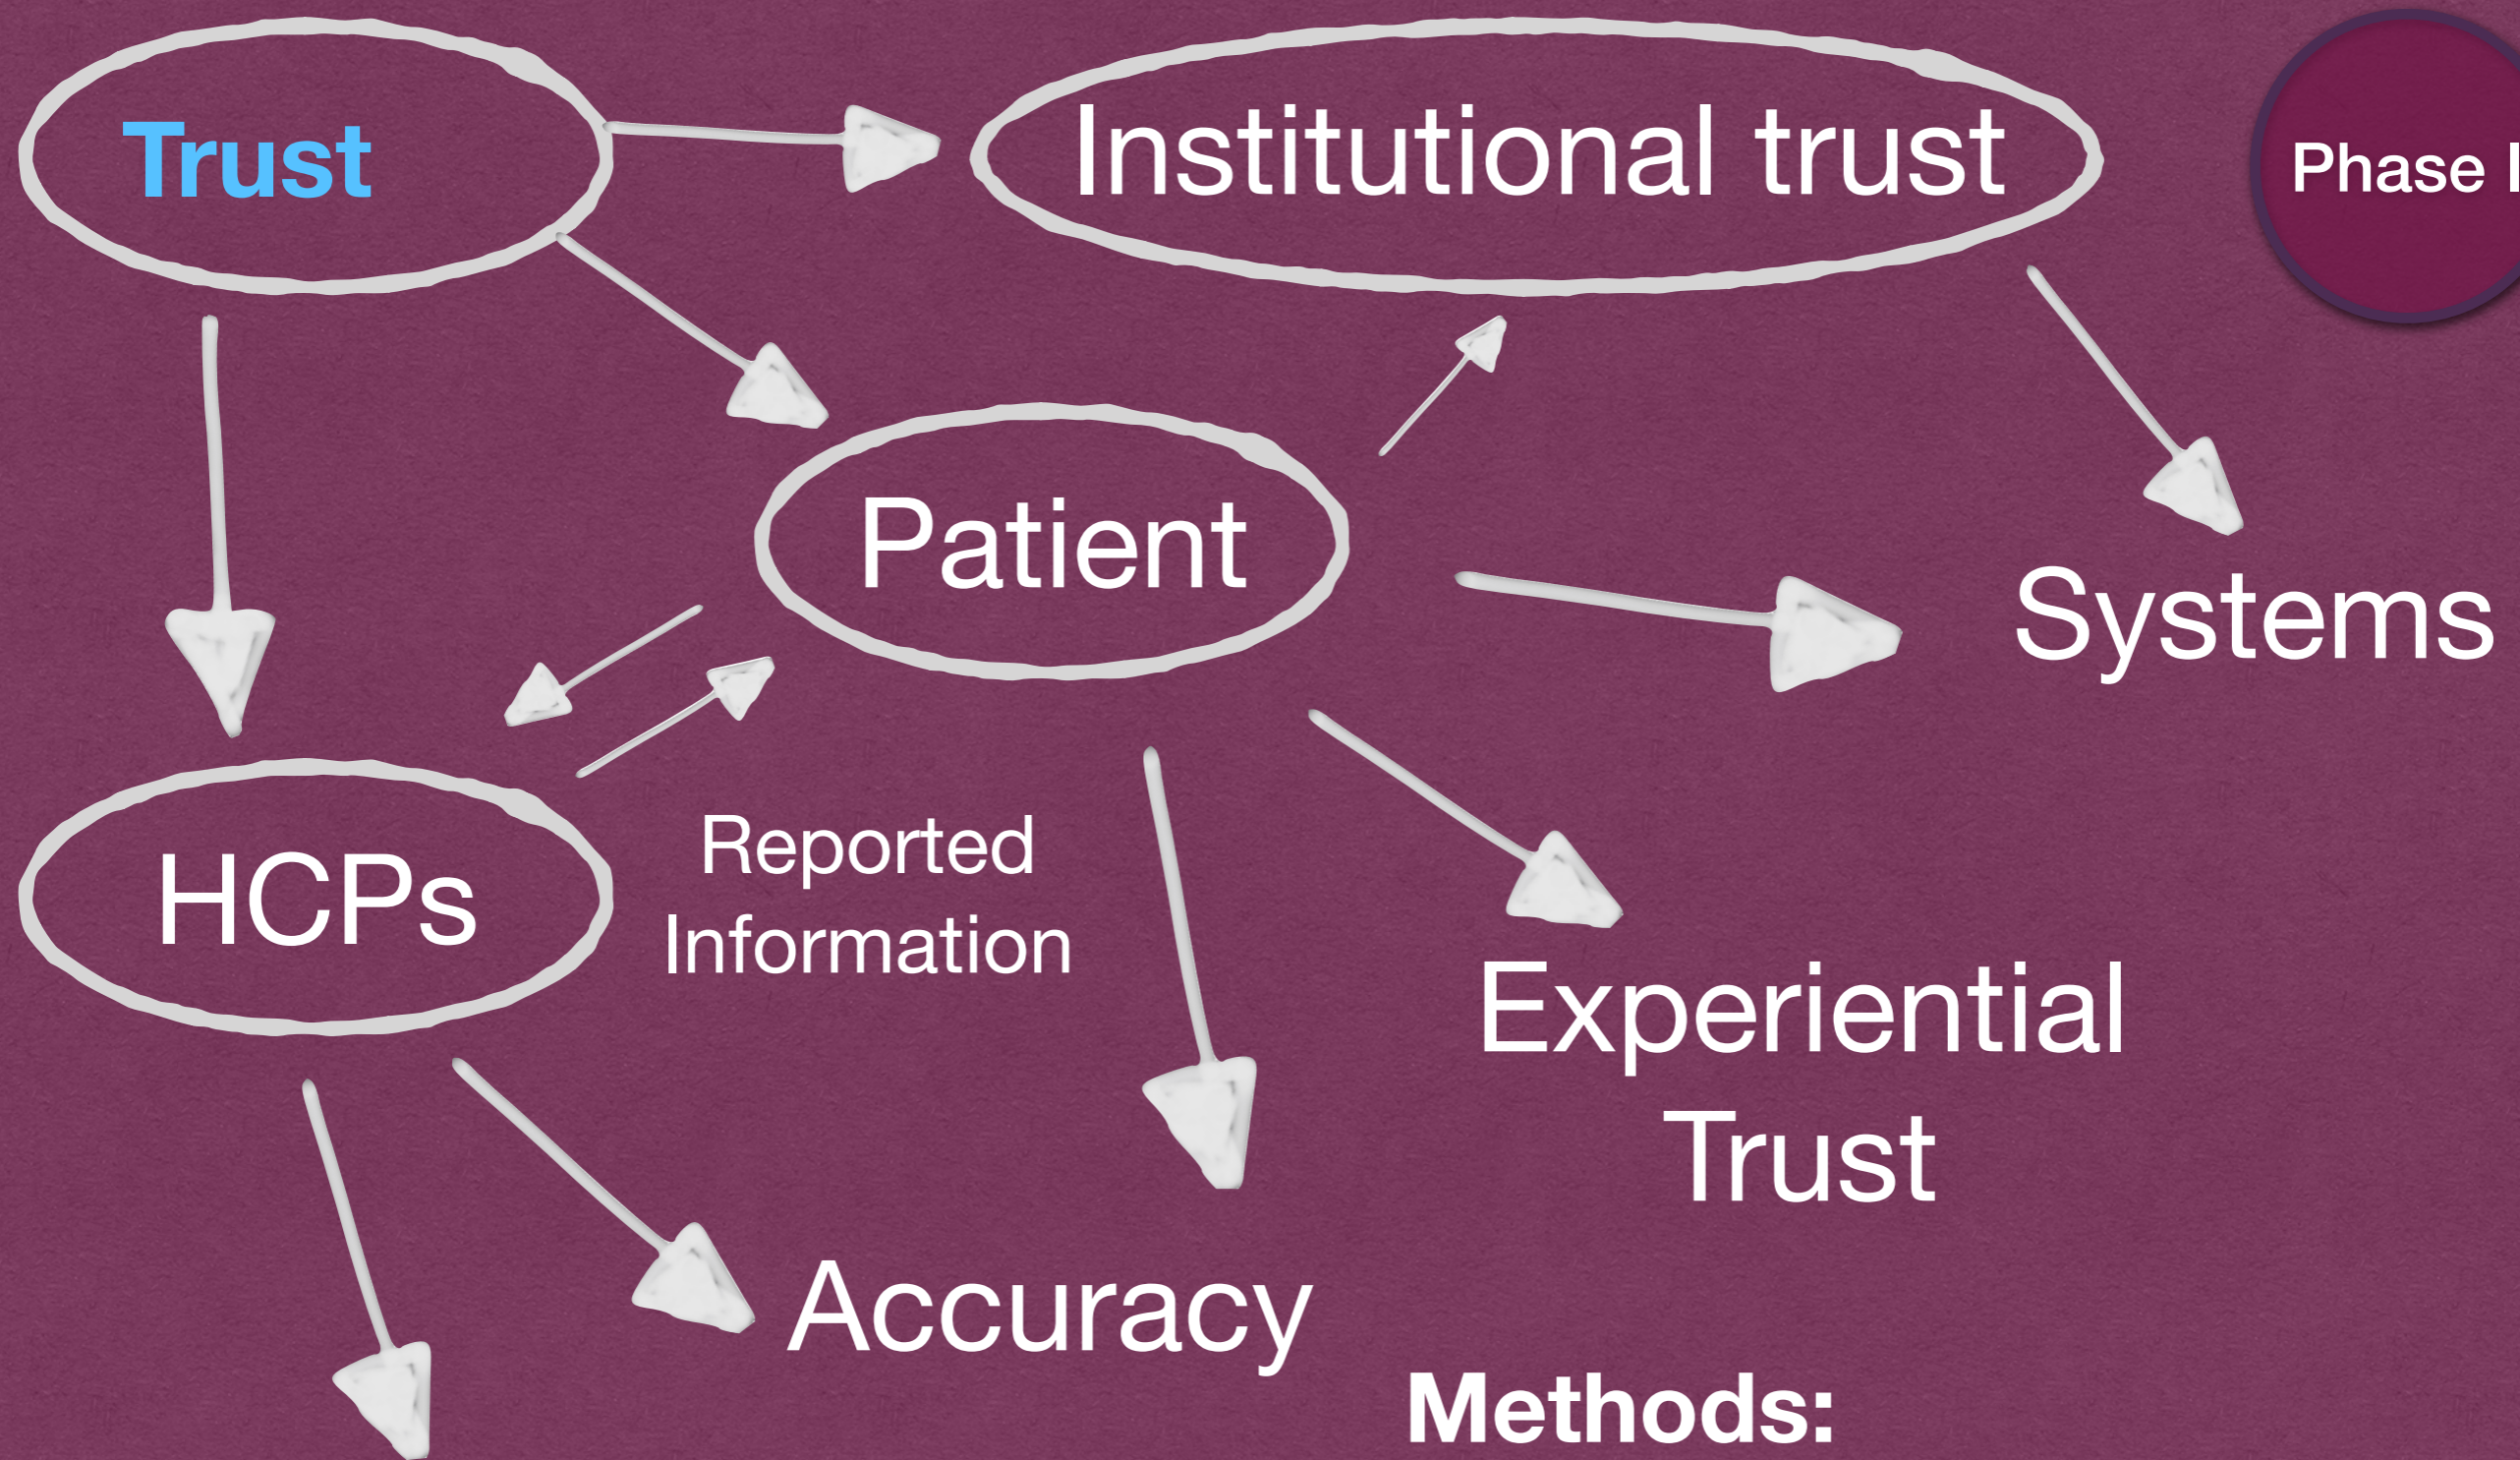 Trust
Institutional trust
Phase I
Patient
Systems
HCPs
Reported
Information
Experiential
Trust
Accuracy
Methods: